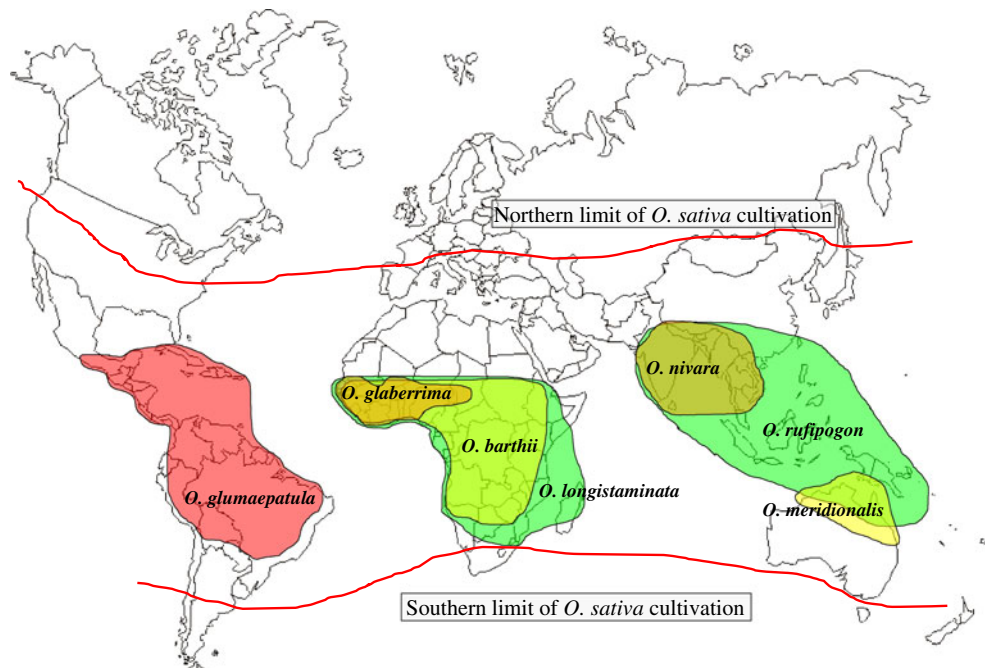 Northern limit of O. sativa cultivation
O. nivara
O. glaberrima
O. rufipogon
O. barthii
O. longistaminata
O. glumaepatula
O. meridionalis
Southern limit of O. sativa cultivation